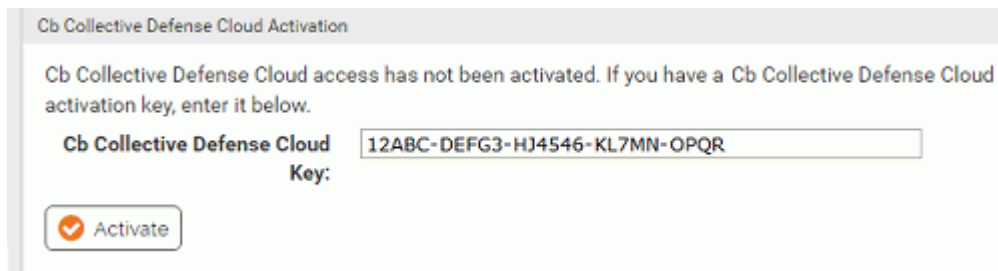 Cb Collective Defense Cloud Activation
Cb Collective Defense Cloud access has not been activated. If you have a Cb Collective Defense Cloud
activation key, enter it below.
Cb Collective Defense Cloud 12ABC-DEFG3-HJ4546-KL7MN-OPQR
Key:
Activate